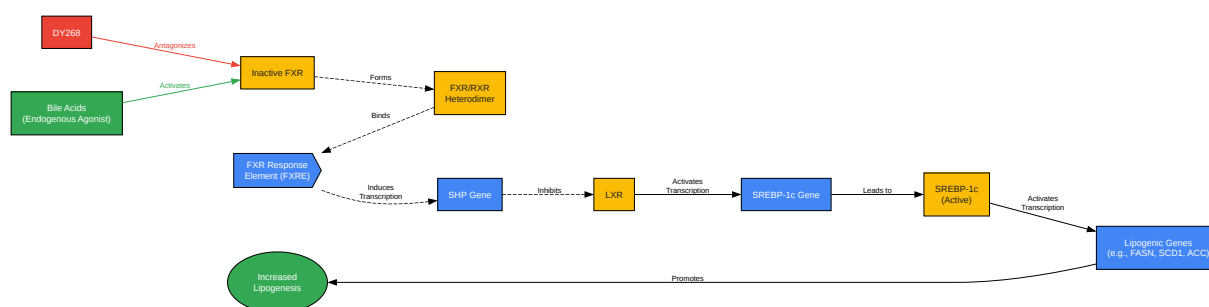 DY268
Antagonizes
Inactive FXR
Activates
Bile Acids
(Endogenous Agonist)
Forms
FXR/RXR
Heterodimer
Binds
FXR Response
Element (FXRE)
Induces
Transcription
SHP Gene
Inhibits
LXR
Activates
Transcription
SREBP-1c Gene
Leads to
SREBP-1c
(Active)
Activates
Transcription
Lipogenic Genes
(e.g., FASN, SCD1, ACC)
Promotes
Increased
Lipogenesis